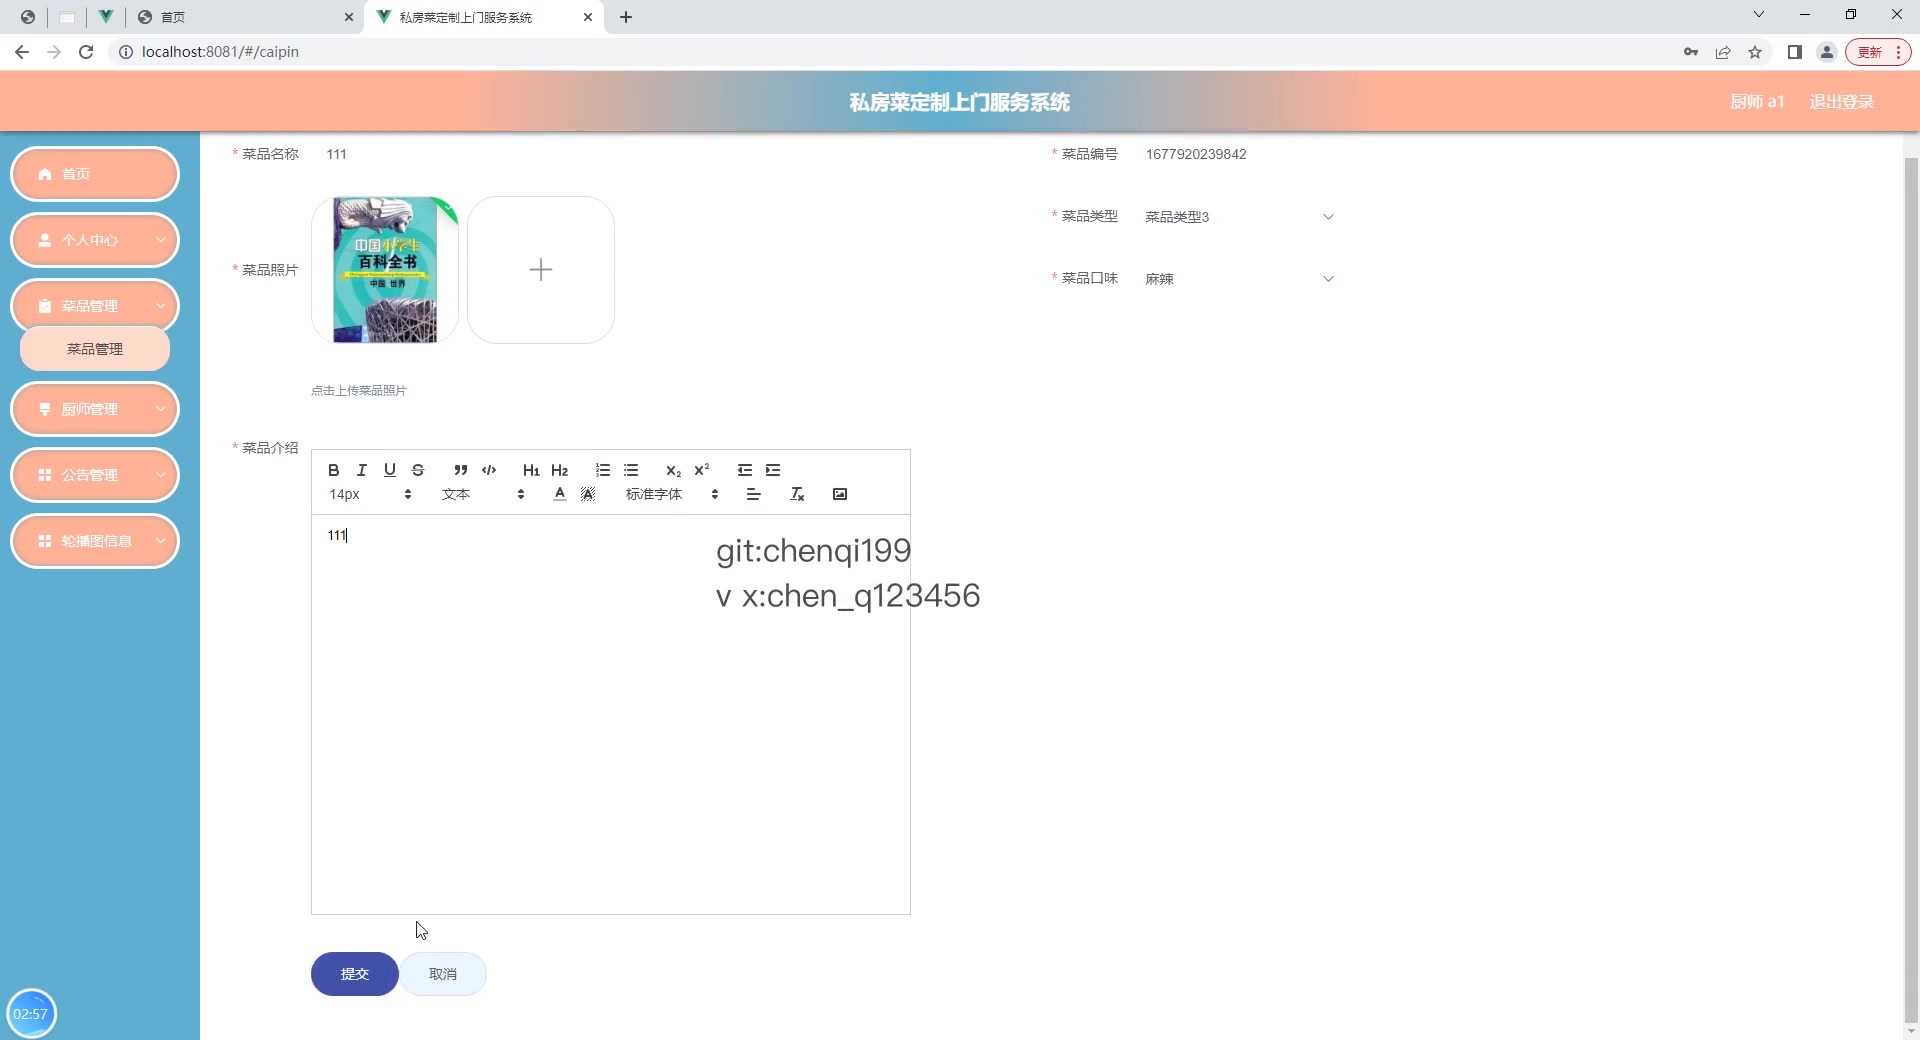 首页
私房菜定制上门服务系统
localhost:8081/#/caipin
更新
私房菜定制上门服务系统
厨师 a1
退出登录
首页
个人中心
菜品管理
菜品管理
厨师管理
公告管理
轮播图信息
* 菜品名称 111
* 菜品编号 1677920239842
* 菜品照片
中国小学生
百科全书
中国 世界
* 菜品类型 菜品类型3
* 菜品口味 麻辣
点击上传菜品照片
* 菜品介绍
B I U S H1 H2 X2 X2
14px 文本 A A 标准字体
111
git:chenqi199
v x:chen_q123456
提交 取消
02:57